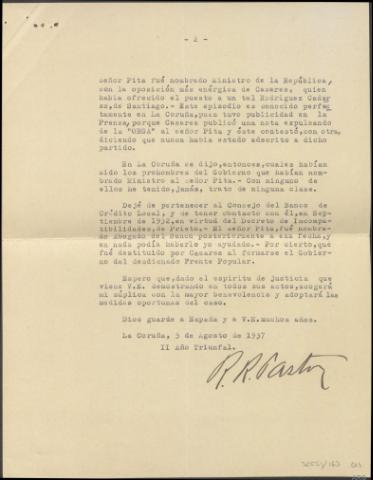 - 2 -
señor Pita fué nombrado Ministro de la República,
con la oposición más enérgica de Casares, quien
había ofrecido el puesto a un tal Rodriguez
de Santiago.- Este episodio es conocido perfec
tamente en La Coruña, pues tuvo publicidad en la
Prensa, porque Casares publicó una nota expulsando
de la "ORGA" al señor Pita y éste contestó, con otra,
diciendo que nunca había estado adscrito a dicho
partido.
En La Coruña se dijo, entonces, cuales habían
sido los prohombres del Gobierno que habían nom-
brado Ministro al señor Pita.- Con ninguno de
ellos he tenido, jamás, trato de ninguna clase.
Dejé de pertenecer al Consejo del Banco de
Crédito Local, y de tener contacto con él, en Sep-
tiembre de 1932, en virtud del Decreto de Incompa-
tibilidades, de Prieto.- El señor Pita, fué nombra-
do Abogado del Banco posteriormente a esa fecha, y
en nada podía haberle yo ayudado.- Por cierto, que
fué destituido por Casares al formarse el Gobier-
no del desdichado Frente Popular.
Espero que, dado el espíritu de justicia que
viene V.E. demostrando en todos sus actos, acogerá
mi súplica con la mayor benevolencia y adoptará las
medidas oportunas del caso.
Dios guarde a España y a V.E. muchos años.
La Coruña, 5 de Agosto de 1937
II Año Triunfal.
R. R. Pastor